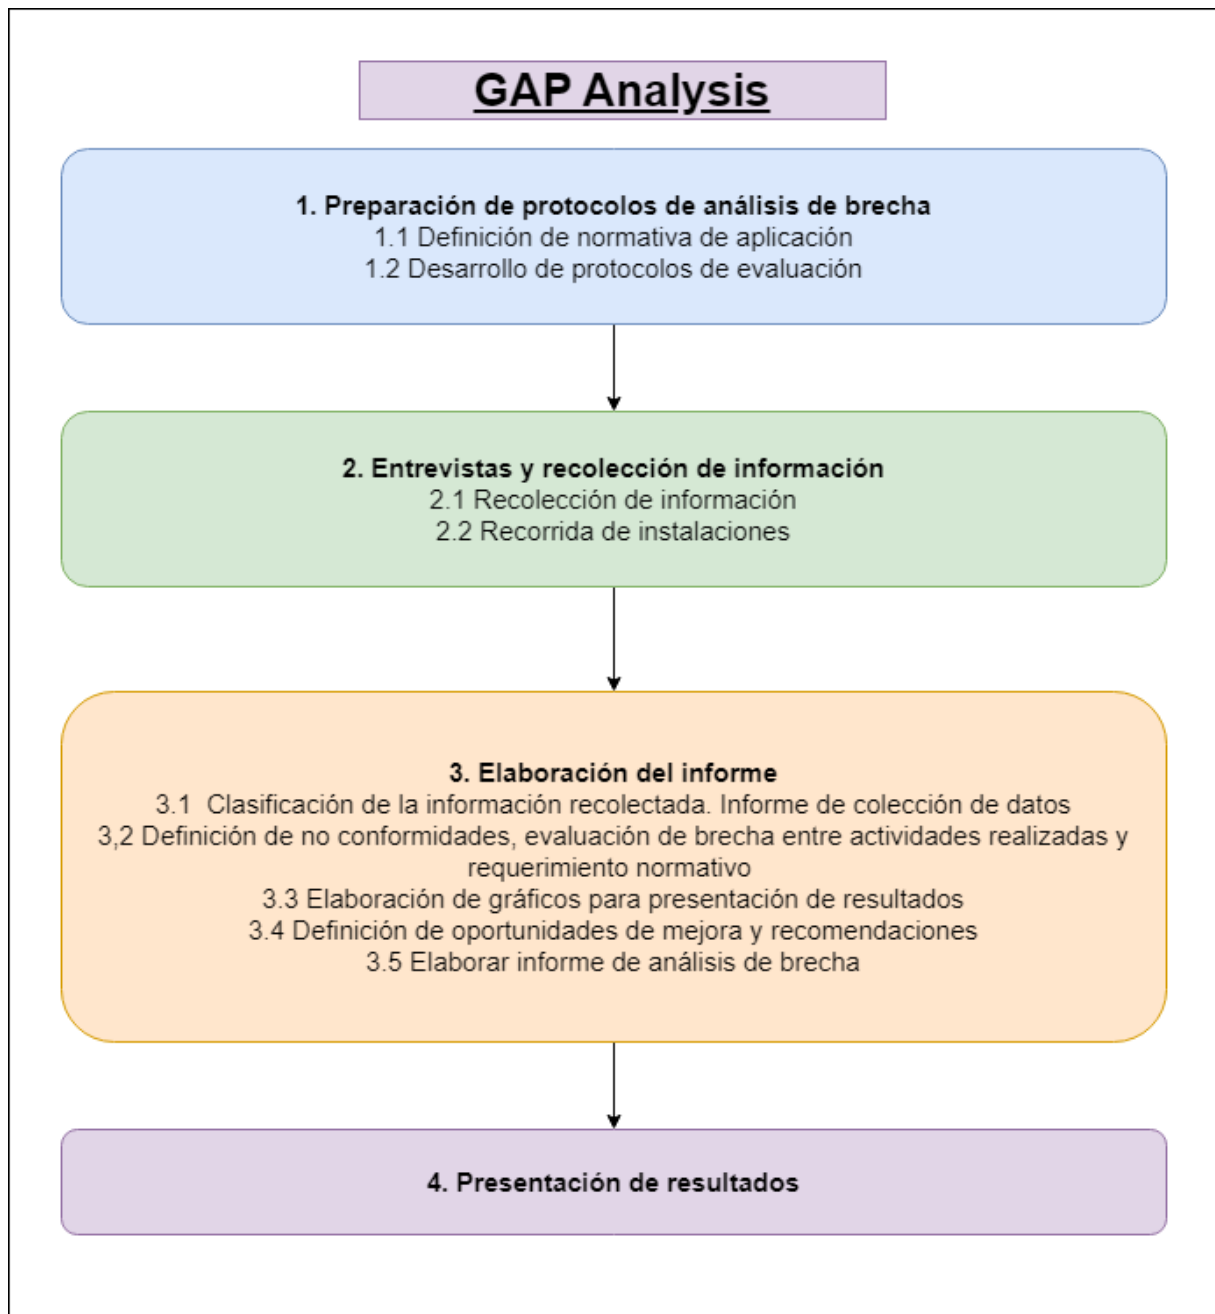 GAP Analysis
1. Preparación de protocolos de análisis de brecha
1.1 Definición de normativa de aplicación
1.2 Desarrollo de protocolos de evaluación
2. Entrevistas y recolección de información
2.1 Recolección de información
2.2 Recorrida de instalaciones
3. Elaboración del informe
3.1  Clasificación de la información recolectada. Informe de colección de datos
3,2 Definición de no conformidades, evaluación de brecha entre actividades realizadas y
requerimiento normativo
3.3 Elaboración de gráficos para presentación de resultados
3.4 Definición de oportunidades de mejora y recomendaciones
3.5 Elaborar informe de análisis de brecha
4. Presentación de resultados